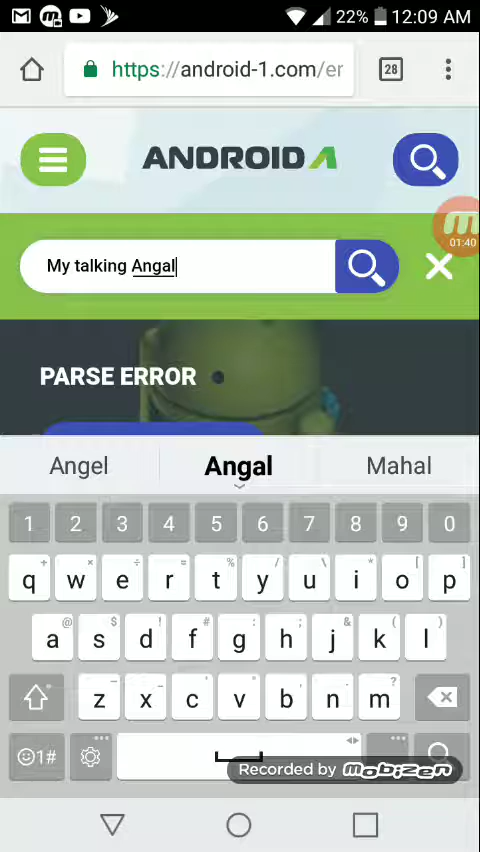 22% 12:09 AM
https://android-1.com/er
28
ANDROID
01:40
My talking Angal
PARSE ERROR
Angel Angal Mahal
1 2 3 4 5 6 7 8 9 0
+ × ÷ = % / \ * [ ]
q w e r t y u i o p
@ $ ! # : ; & ( )
a s d f g h j k l
z x c v b n m ?
1#
Recorded by mobizen